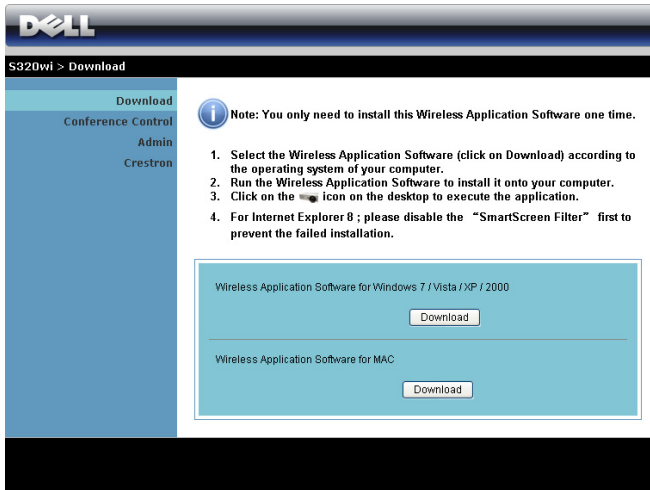 DELL
S320wi > Download
Download
Conference Control
Admin
Crestron
Note: You only need to install this Wireless Application Software one time.
1. Select the Wireless Application Software (click on Download) according to
the operating system of your computer.
2. Run the Wireless Application Software to install it onto your computer.
3. Click on the icon on the desktop to execute the application.
4. For Internet Explorer 8 ; please disable the “SmartScreen Filter” first to
prevent the failed installation.
Wireless Application Software for Windows 7 / Vista / XP / 2000
Download
Wireless Application Software for MAC
Download